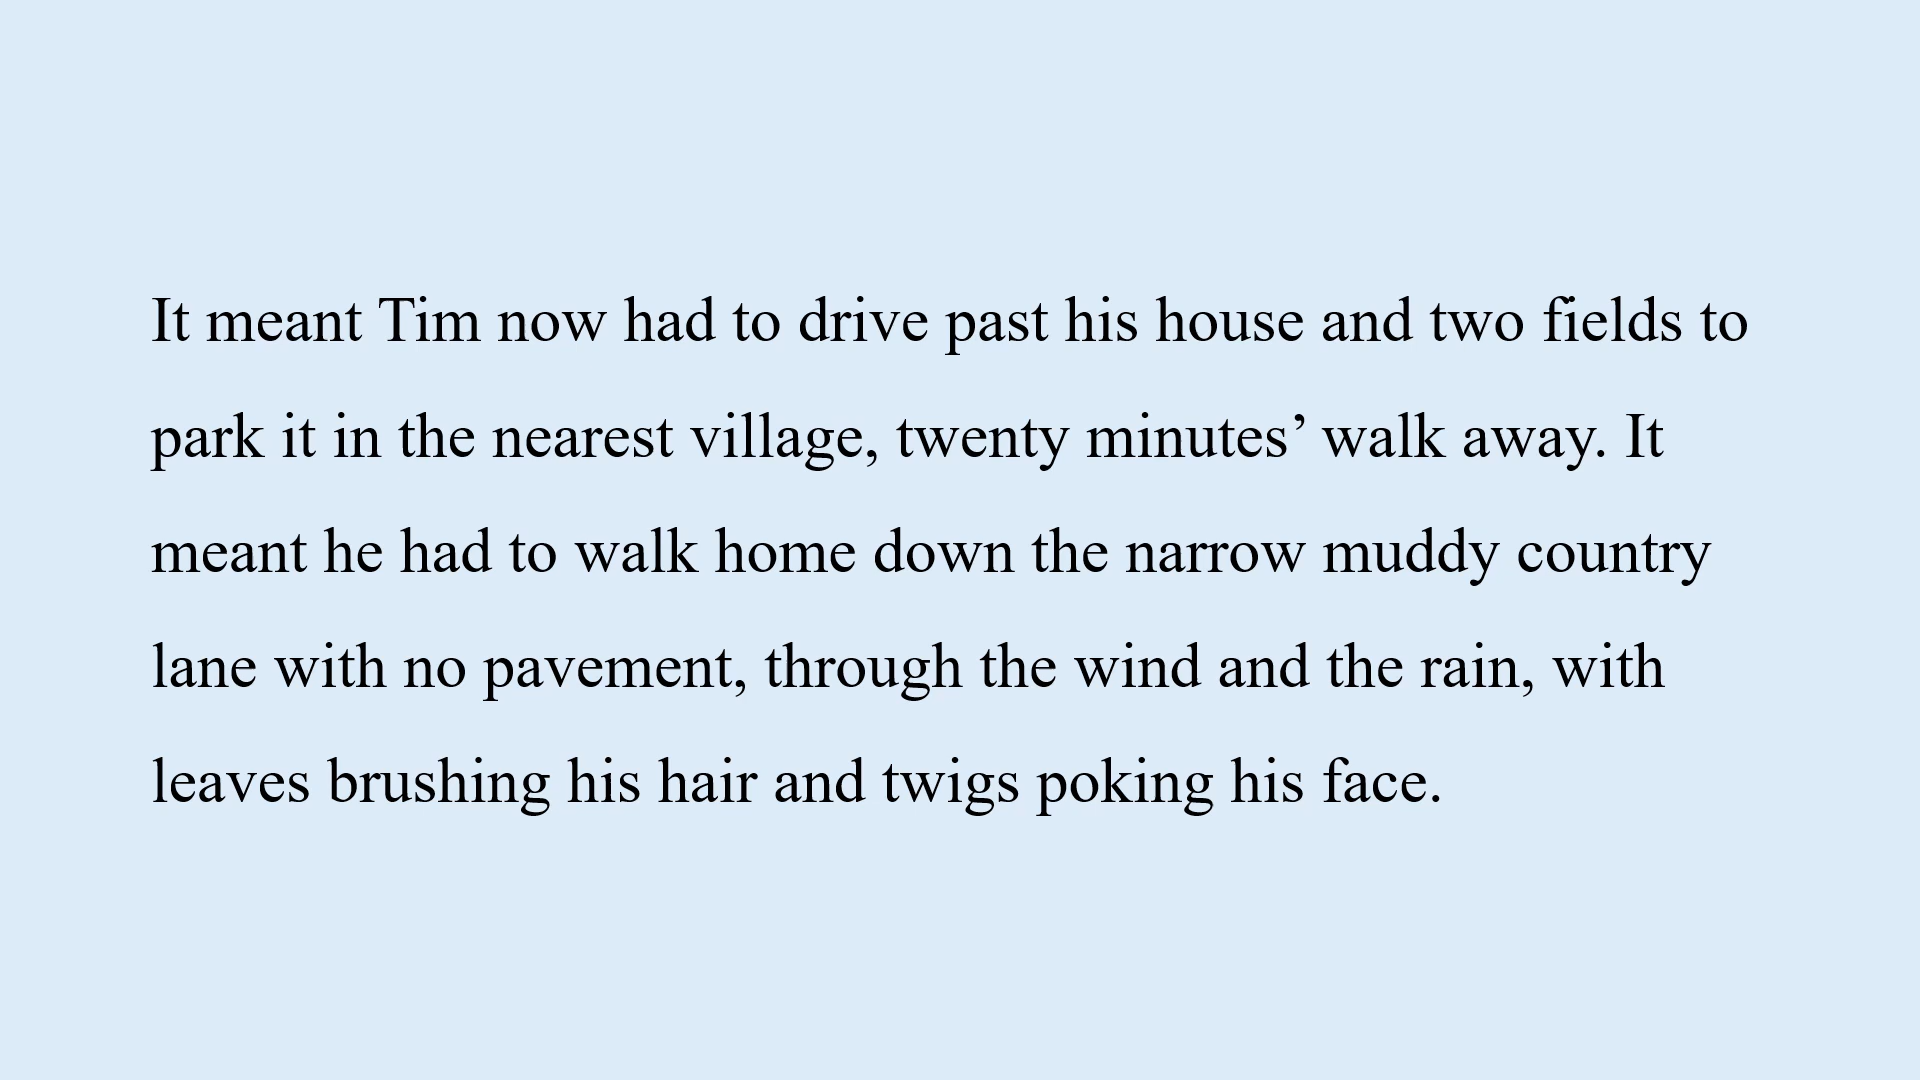 It meant Tim now had to drive past his house and two fields to
park it in the nearest village, twenty minutes’ walk away. It
meant he had to walk home down the narrow muddy country
lane with no pavement, through the wind and the rain, with
leaves brushing his hair and twigs poking his face.